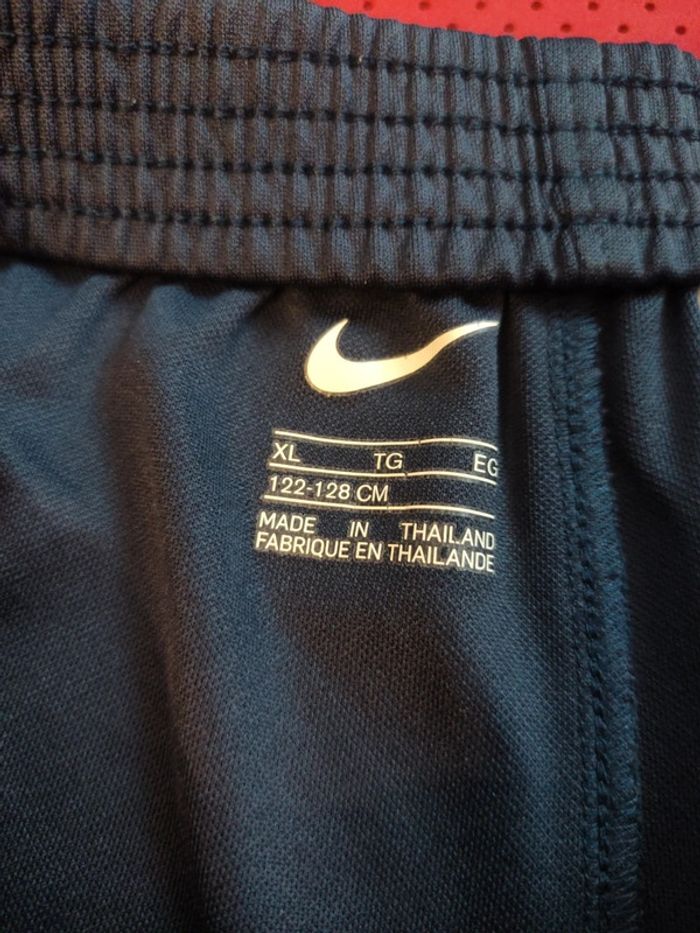 XL TG EG
122-128 CM
MADE IN THAILAND
FABRIQUE EN THAILANDE